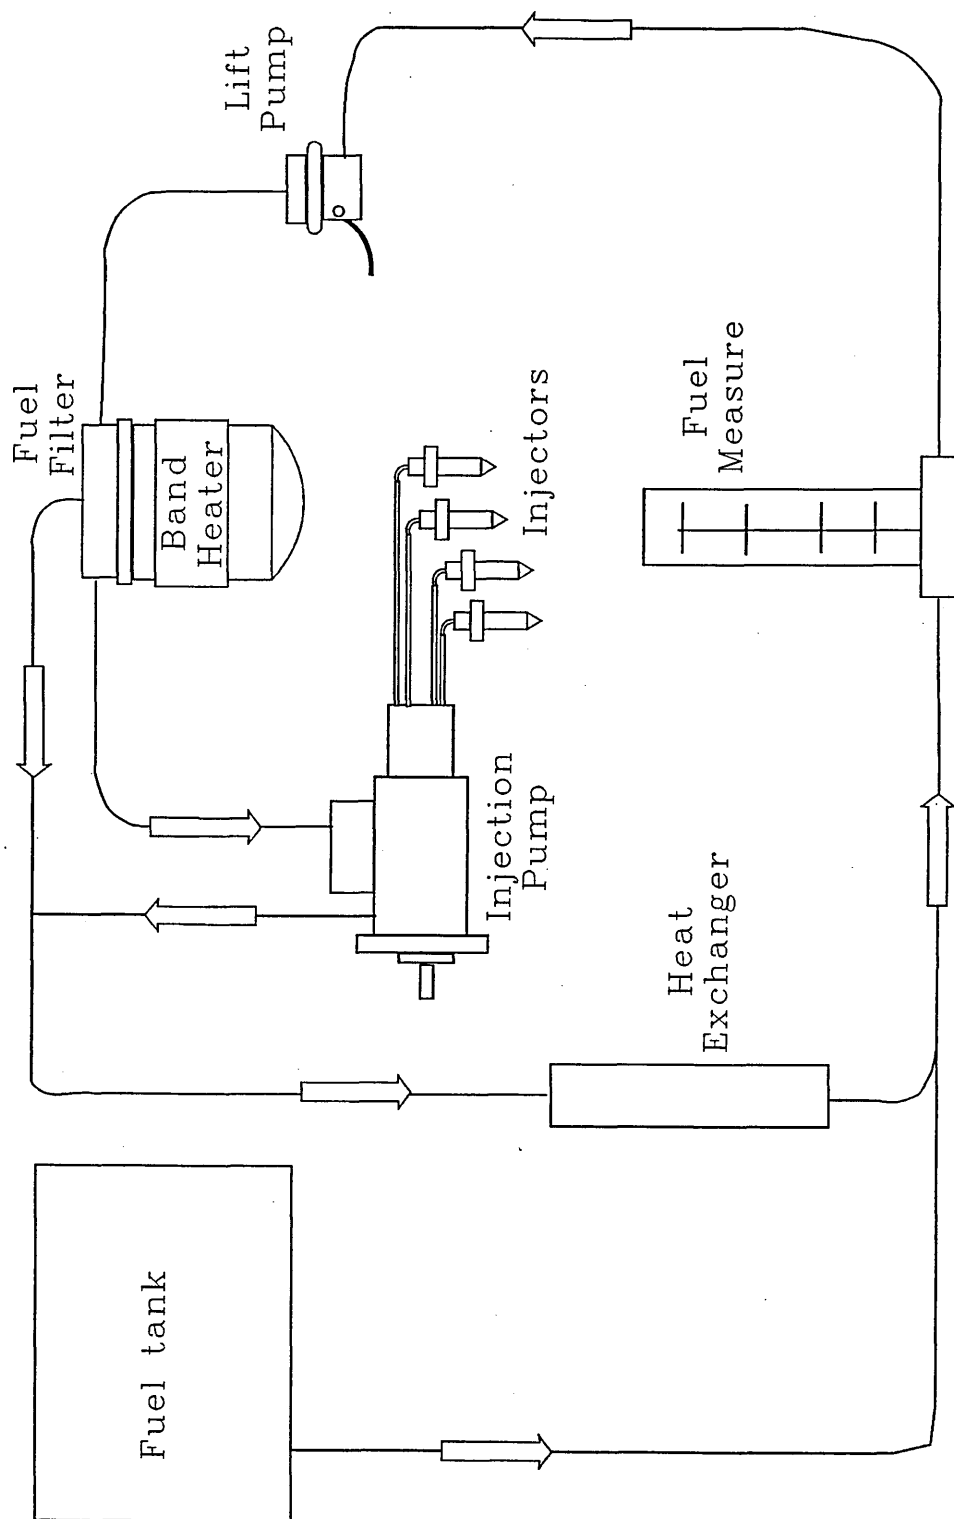 Fuel tank
Heat
Exchanger
Injection
Pump
Fuel
Filter
Band
Heater
Injectors
Fuel
Measure
Lift
Pump